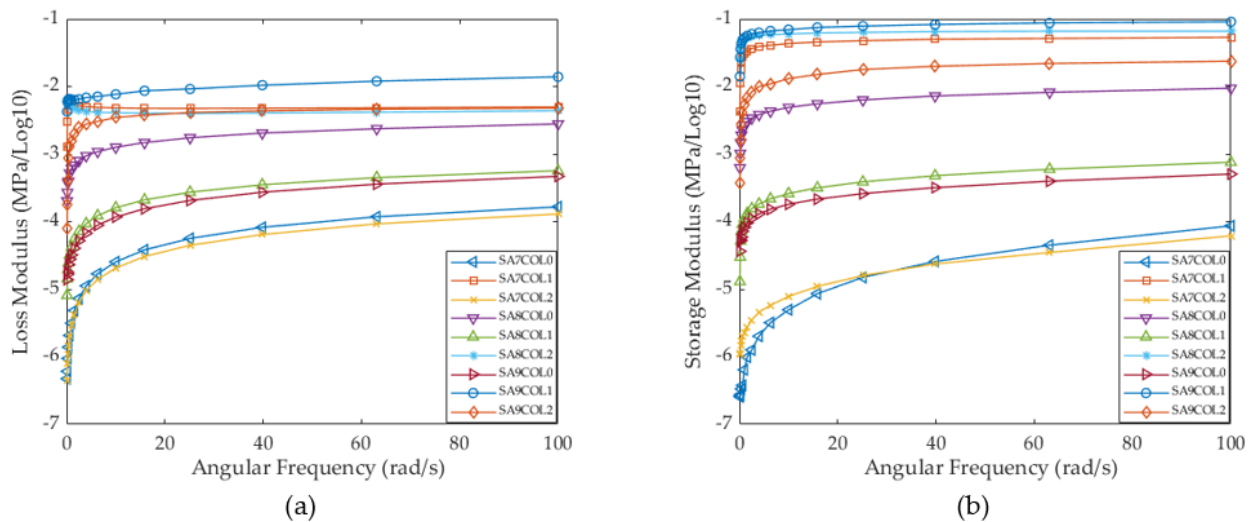 -1
-2
-3
-4
-5
-6
-7
Loss Modulus (MPa/Log10)
SA7COL0
SA7COL1
SA7COL2
SA8COL0
SA8COL1
SA8COL2
SA9COL0
SA9COL1
SA9COL2
0 20 40 60 80 100
Angular Frequency (rad/s)
(a)
-1
-2
-3
-4
-5
-6
-7
Storage Modulus (MPa/Log10)
SA7COL0
SA7COL1
SA7COL2
SA8COL0
SA8COL1
SA8COL2
SA9COL0
SA9COL1
SA9COL2
0 20 40 60 80 100
Angular Frequency (rad/s)
(b)